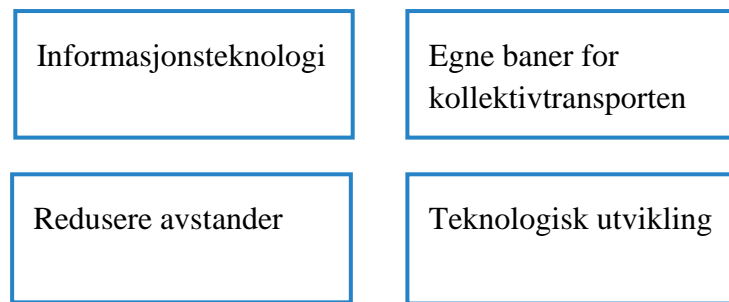 Informasjonsteknologi
Egne baner for
kollektivtransporten
Redusere avstander
Teknologisk utvikling